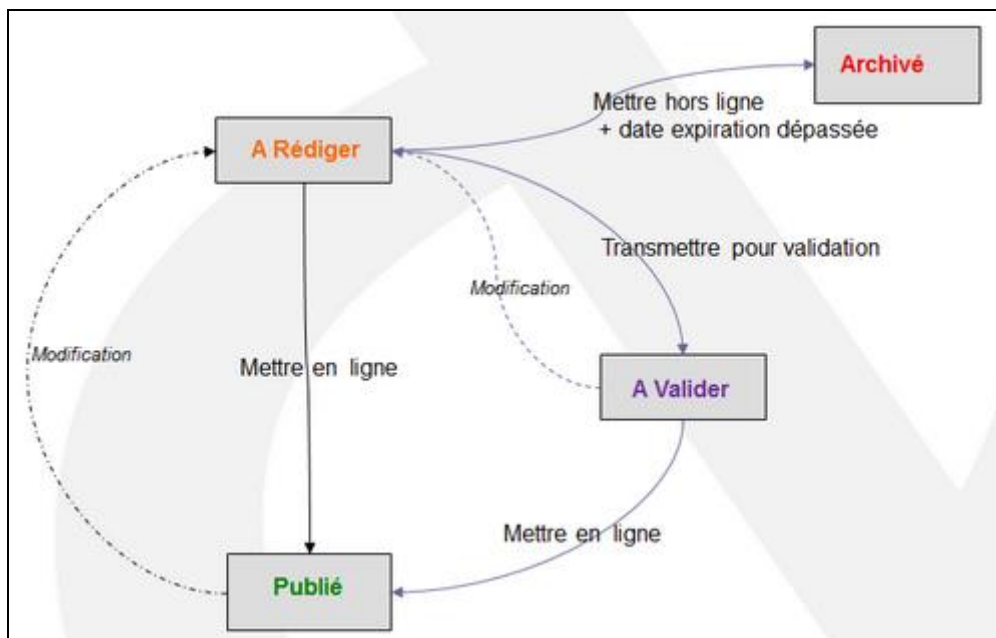 Archivé
Mettre hors ligne
+ date expiration dépassée
A Rédiger
Transmettre pour validation
Modification
Modification
Mettre en ligne
A Valider
Mettre en ligne
Publié